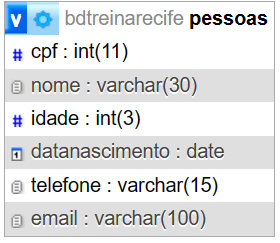 v bdtreinarecife pessoas
# cpf : int(11)
nome : varchar(30)
# idade : int(3)
datanascimento : date
telefone : varchar(15)
email : varchar(100)